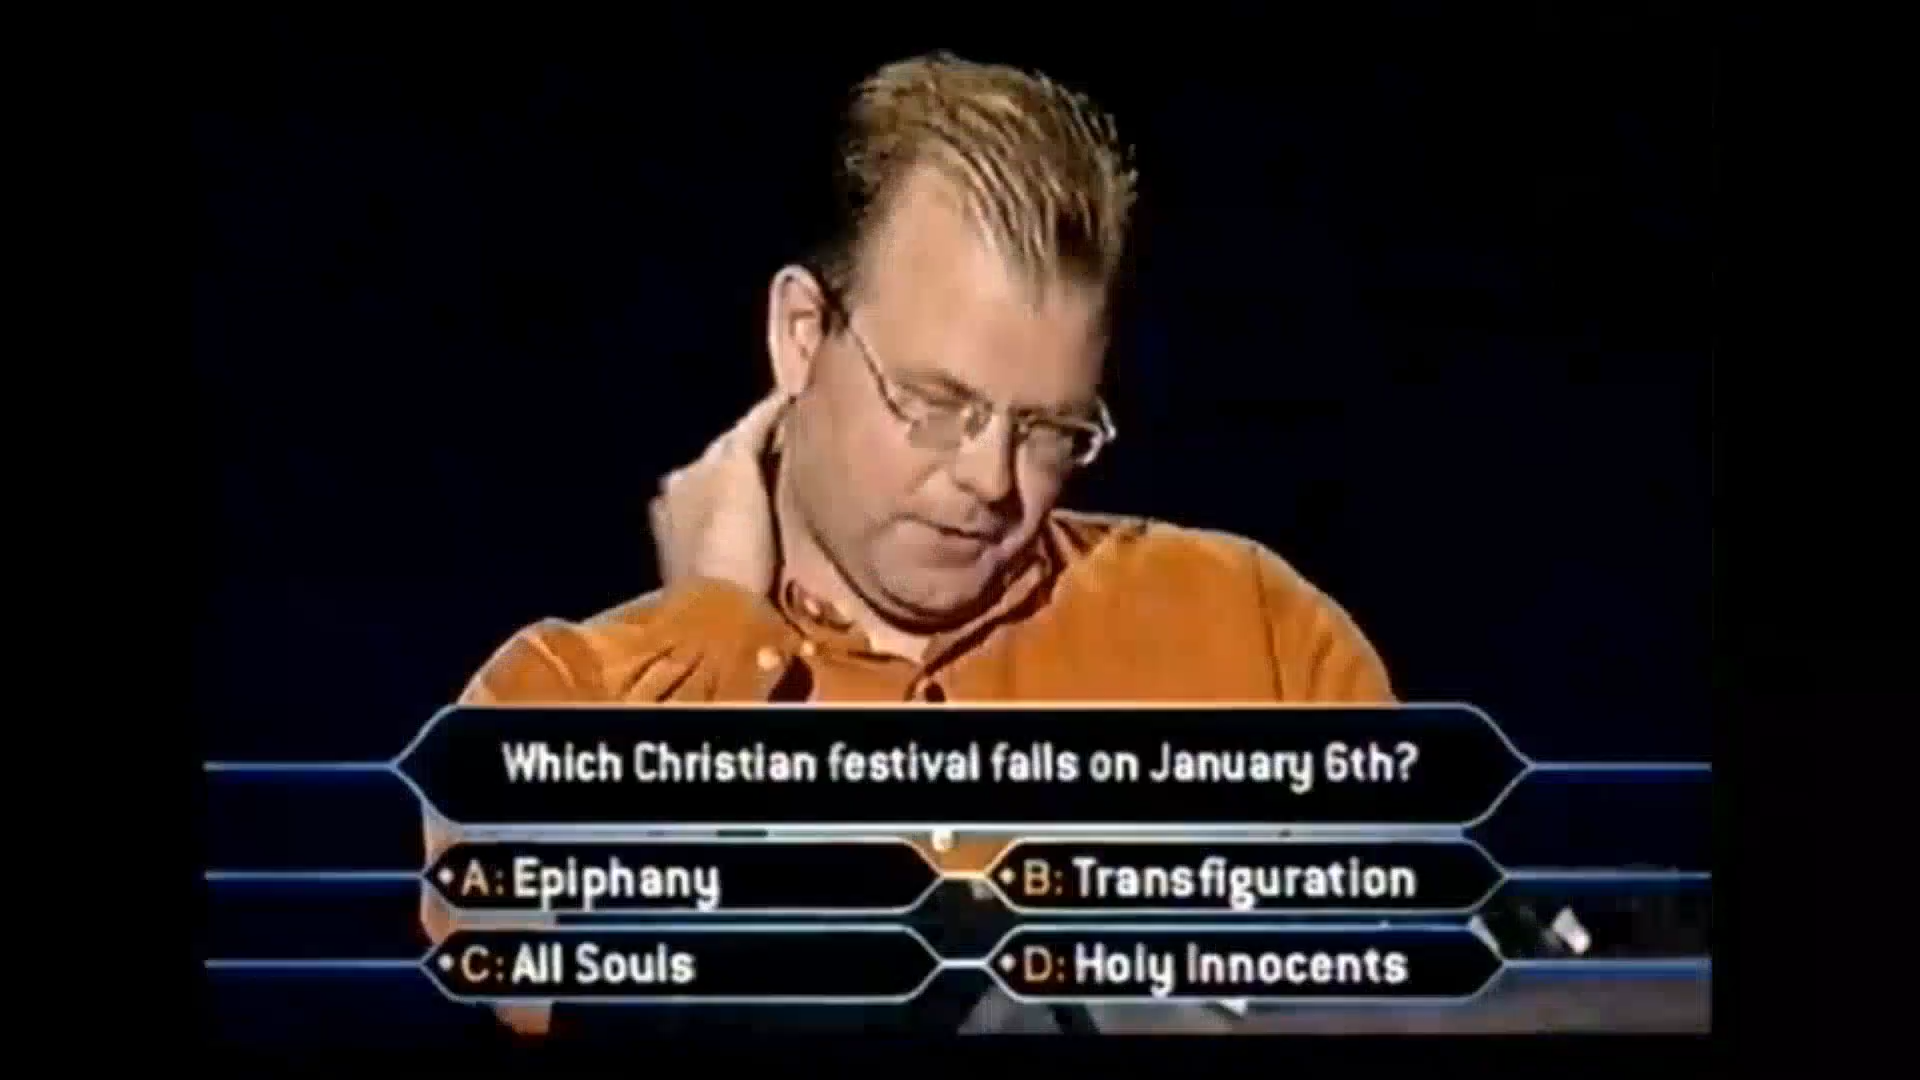 Which Christian festival falls on January 6th?
A: Epiphany
B: Transfiguration
C: All Souls
D: Holy Innocents